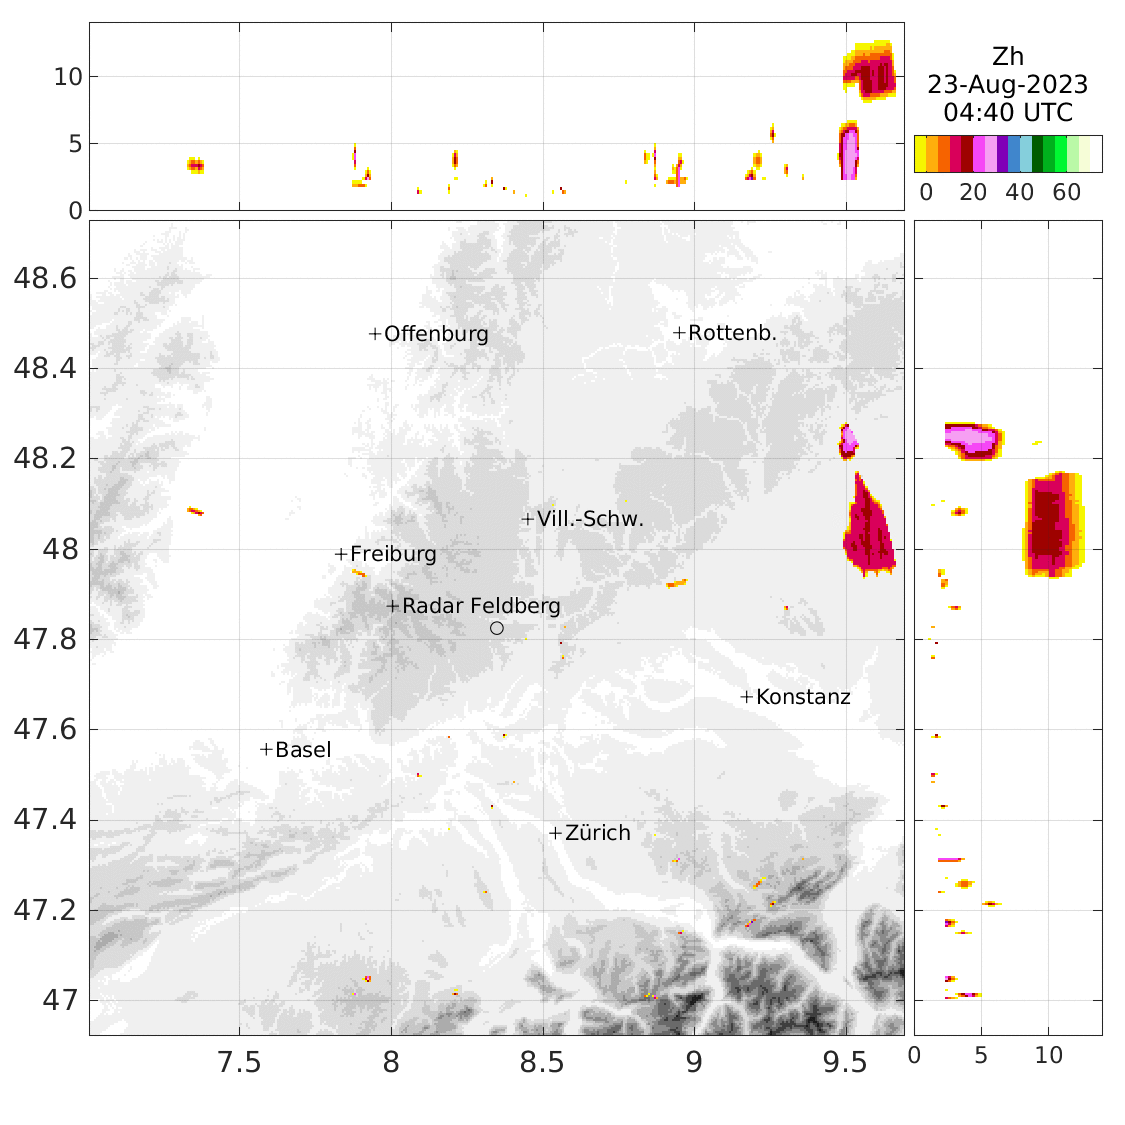 Zh
23-Aug-2023
04:40 UTC
0 20 40 60
10
5
0
48.6
48.4
48.2
48
47.8
47.6
47.4
47.2
47
Offenburg
Rottenb.
Vill.-Schw.
Freiburg
Radar Feldberg
Konstanz
Basel
Zürich
7.5 8 8.5 9 9.5
0 5 10